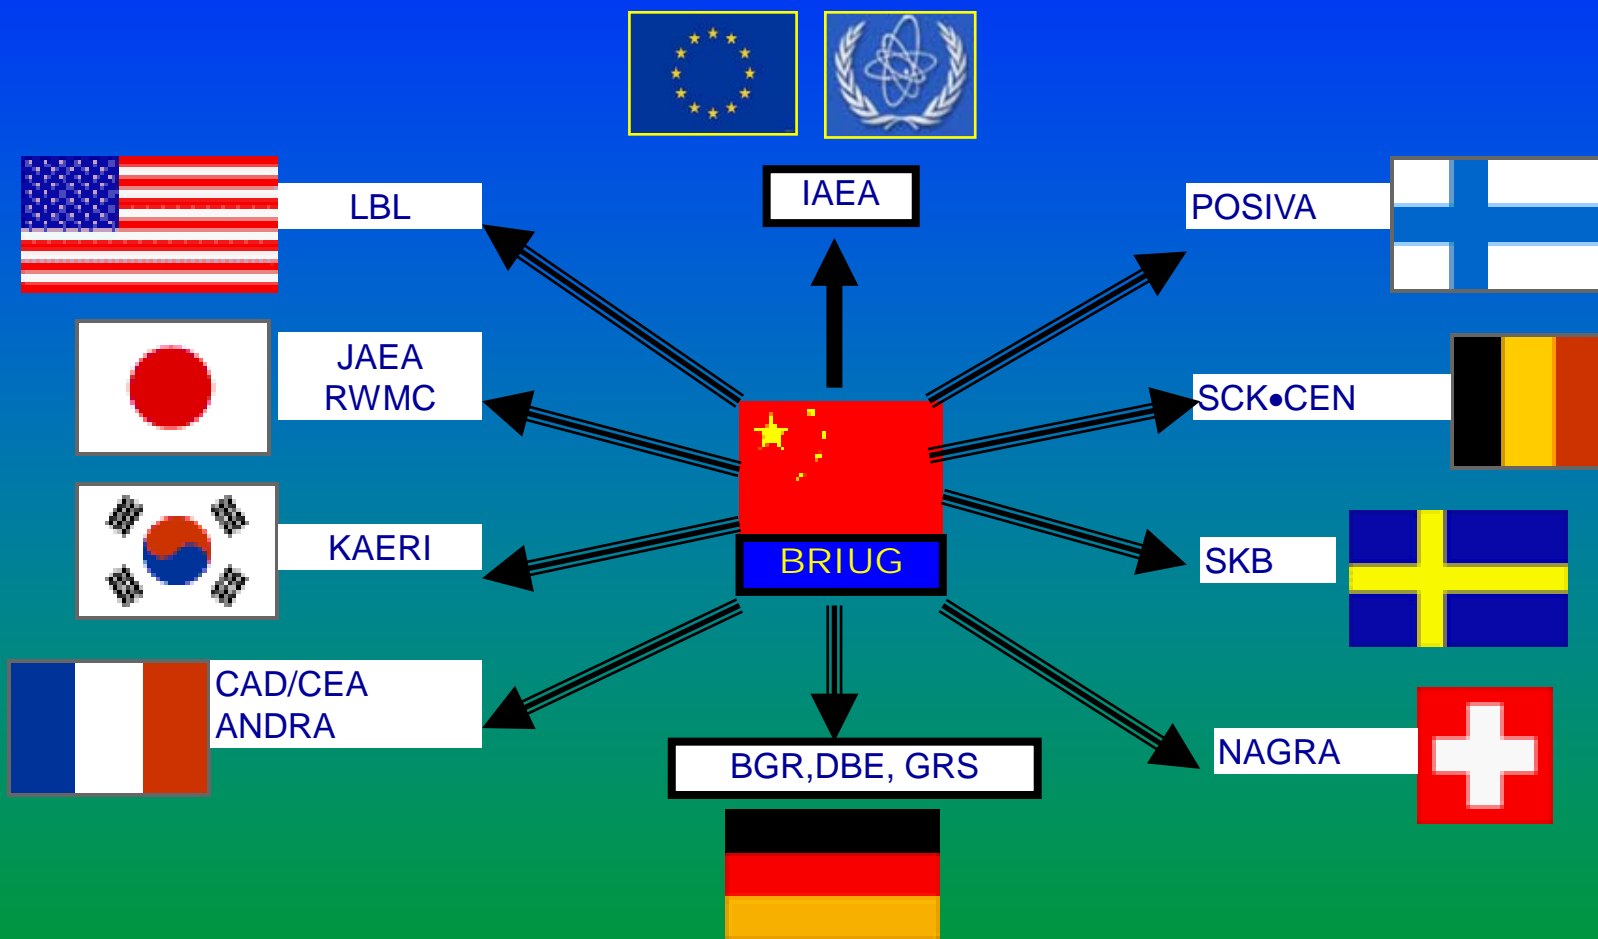 IAEA
LBL
POSIVA
JAEA
RWMC
SCK•CEN
KAERI
BRIUG
SKB
CAD/CEA
ANDRA
NAGRA
BGR,DBE, GRS